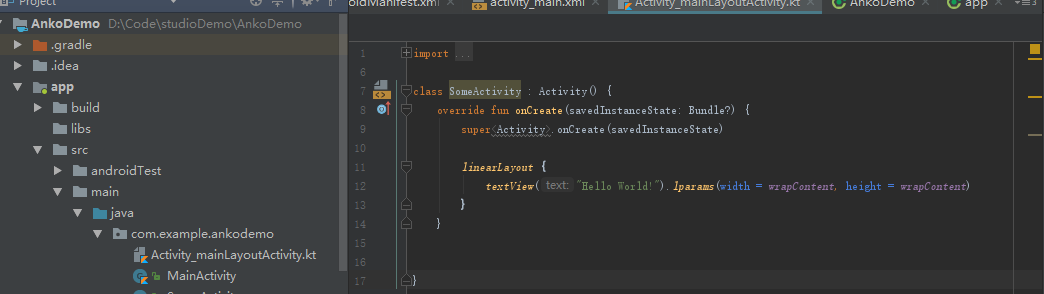 Project
AnkoDemo D:\Code\studioDemo\AnkoDemo
.gradle
.idea
app
build
libs
src
androidTest
main
java
com.example.ankodemo
Activity_mainLayoutActivity.kt
MainActivity
activity_main.xml
Activity_mainLayoutActivity.kt
AnkoDemo
app
3
1 import ...
6
7 class SomeActivity : Activity() {
8 override fun onCreate(savedInstanceState: Bundle?) {
9 super<Activity>.onCreate(savedInstanceState)
10
11 linearLayout {
12 textView( text: "Hello World!").lparams(width = wrapContent, height = wrapContent)
13 }
14 }
15
16
17 }